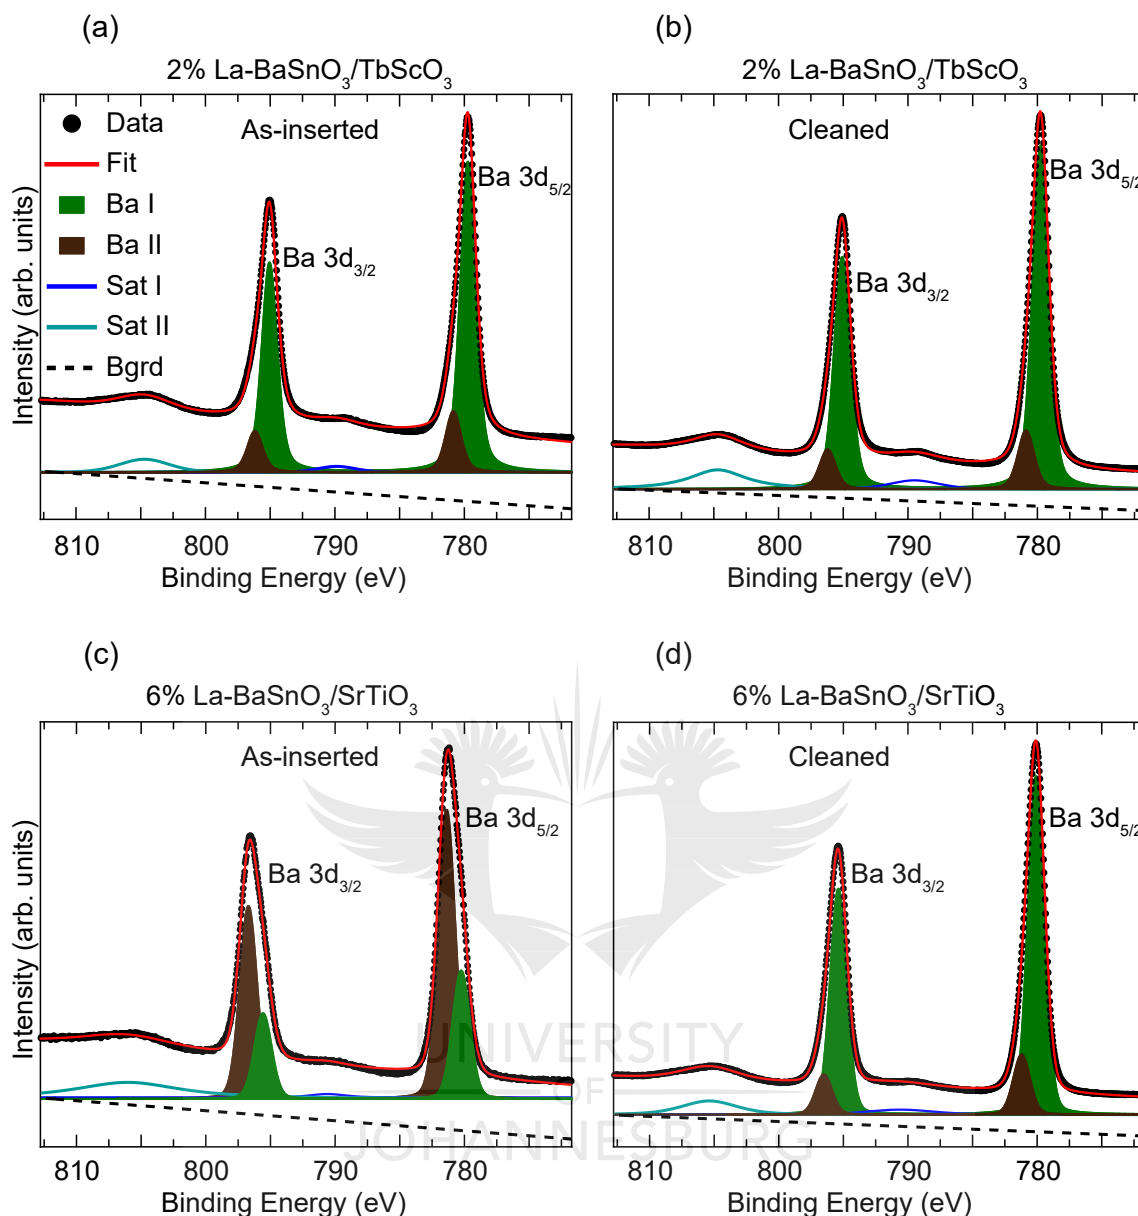 (a)
2% La-BaSnO₃/TbScO₃
As-inserted
Data
Fit
Ba I
Ba II
Sat I
Sat II
Bgrd
Ba 3d₃/₂
Ba 3d₅/₂
Intensity (arb. units)
810 800 790 780
Binding Energy (eV)
(b)
2% La-BaSnO₃/TbScO₃
Cleaned
Ba 3d₃/₂
Ba 3d₅/₂
810 800 790 780
Binding Energy (eV)
(c)
6% La-BaSnO₃/SrTiO₃
As-inserted
Ba 3d₃/₂
Ba 3d₅/₂
Intensity (arb. units)
810 800 790 780
Binding Energy (eV)
(d)
6% La-BaSnO₃/SrTiO₃
Cleaned
Ba 3d₃/₂
Ba 3d₅/₂
810 800 790 780
Binding Energy (eV)
UNIVERSITY
OF
JOHANNESBURG